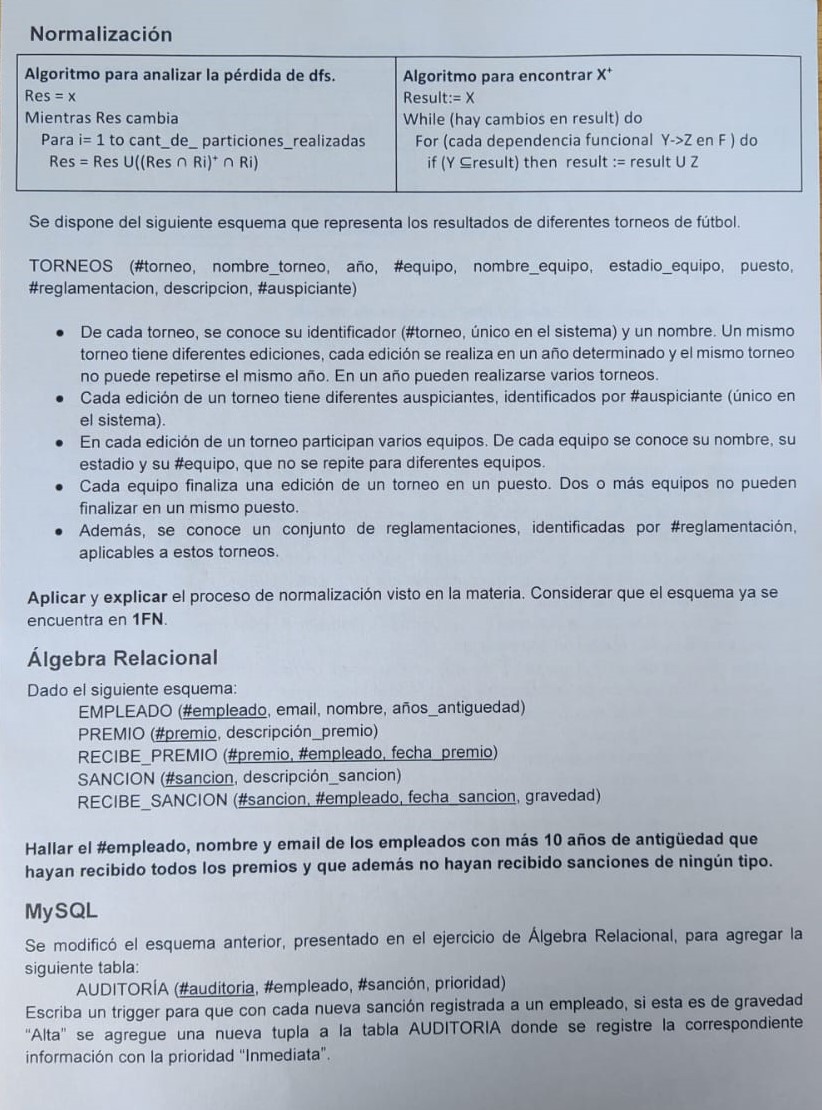 Normalización
Algoritmo para analizar la pérdida de dfs.
Res = x
Mientras Res cambia
Para i= 1 to cant_de_ particiones_realizadas
Res = Res U((Res ∩ Ri)⁺ ∩ Ri)
Algoritmo para encontrar X⁺
Result:= X
While (hay cambios en result) do
For (cada dependencia funcional Y->Z en F ) do
if (Y ⊆result) then result := result U Z
Se dispone del siguiente esquema que representa los resultados de diferentes torneos de fútbol.
TORNEOS (#torneo, nombre_torneo, año, #equipo, nombre_equipo, estadio_equipo, puesto,
#reglamentacion, descripcion, #auspiciante)
• De cada torneo, se conoce su identificador (#torneo, único en el sistema) y un nombre. Un mismo
torneo tiene diferentes ediciones, cada edición se realiza en un año determinado y el mismo torneo
no puede repetirse el mismo año. En un año pueden realizarse varios torneos.
• Cada edición de un torneo tiene diferentes auspiciantes, identificados por #auspiciante (único en
el sistema).
• En cada edición de un torneo participan varios equipos. De cada equipo se conoce su nombre, su
estadio y su #equipo, que no se repite para diferentes equipos.
• Cada equipo finaliza una edición de un torneo en un puesto. Dos o más equipos no pueden
finalizar en un mismo puesto.
• Además, se conoce un conjunto de reglamentaciones, identificadas por #reglamentación,
aplicables a estos torneos.
Aplicar y explicar el proceso de normalización visto en la materia. Considerar que el esquema ya se
encuentra en 1FN.
Álgebra Relacional
Dado el siguiente esquema:
EMPLEADO (#empleado, email, nombre, años_antiguedad)
PREMIO (#premio, descripción_premio)
RECIBE_PREMIO (#premio, #empleado, fecha_premio)
SANCION (#sancion, descripción_sancion)
RECIBE_SANCION (#sancion, #empleado, fecha_sancion, gravedad)
Hallar el #empleado, nombre y email de los empleados con más 10 años de antigüedad que
hayan recibido todos los premios y que además no hayan recibido sanciones de ningún tipo.
MySQL
Se modificó el esquema anterior, presentado en el ejercicio de Álgebra Relacional, para agregar la
siguiente tabla:
AUDITORÍA (#auditoria, #empleado, #sanción, prioridad)
Escriba un trigger para que con cada nueva sanción registrada a un empleado, si esta es de gravedad
“Alta” se agregue una nueva tupla a la tabla AUDITORIA donde se registre la correspondiente
información con la prioridad “Inmediata”.